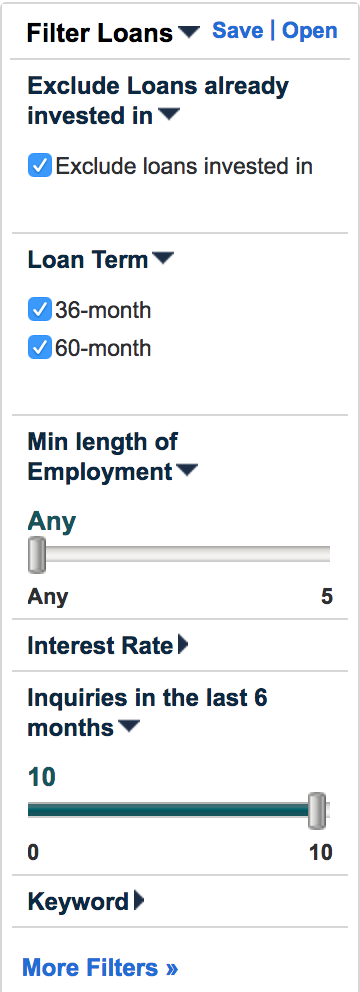 Filter Loans Save | Open
Exclude Loans already
invested in
Exclude loans invested in
Loan Term
36-month
60-month
Min length of
Employment
Any
Any 5
Interest Rate
Inquiries in the last 6
months
10
0 10
Keyword
More Filters »